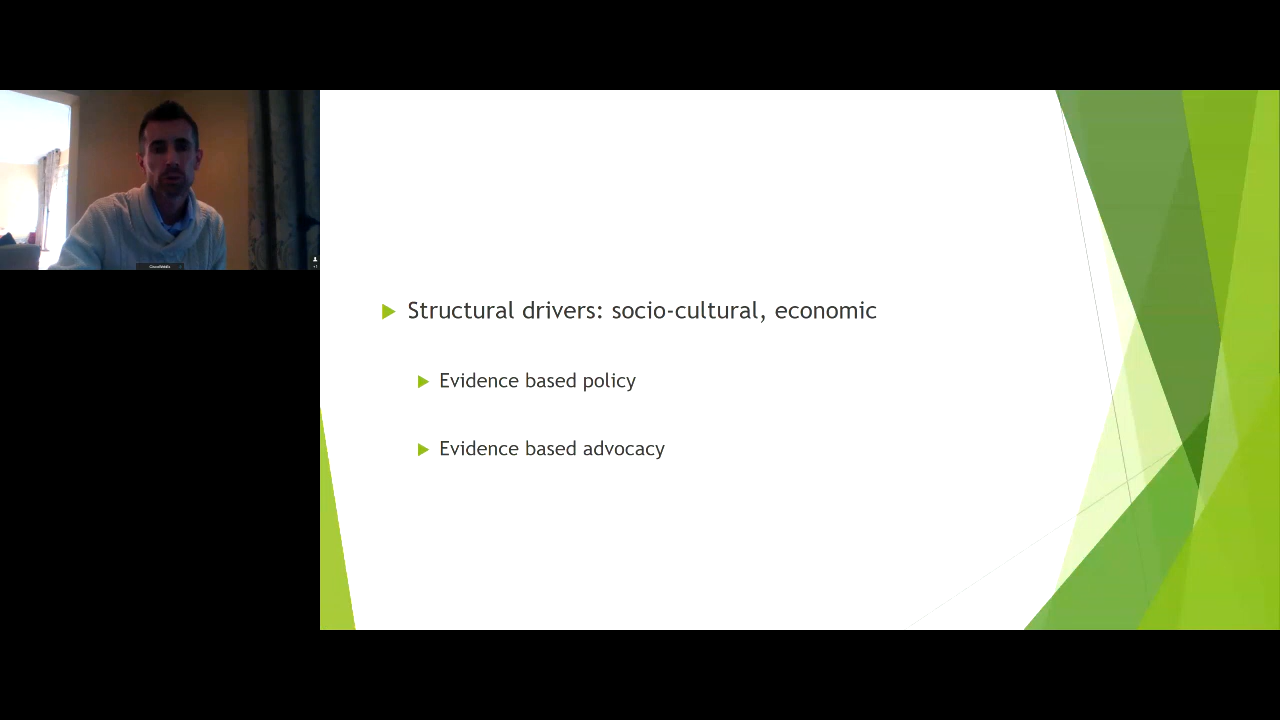 Structural drivers: socio-cultural, economic
Evidence based policy
Evidence based advocacy